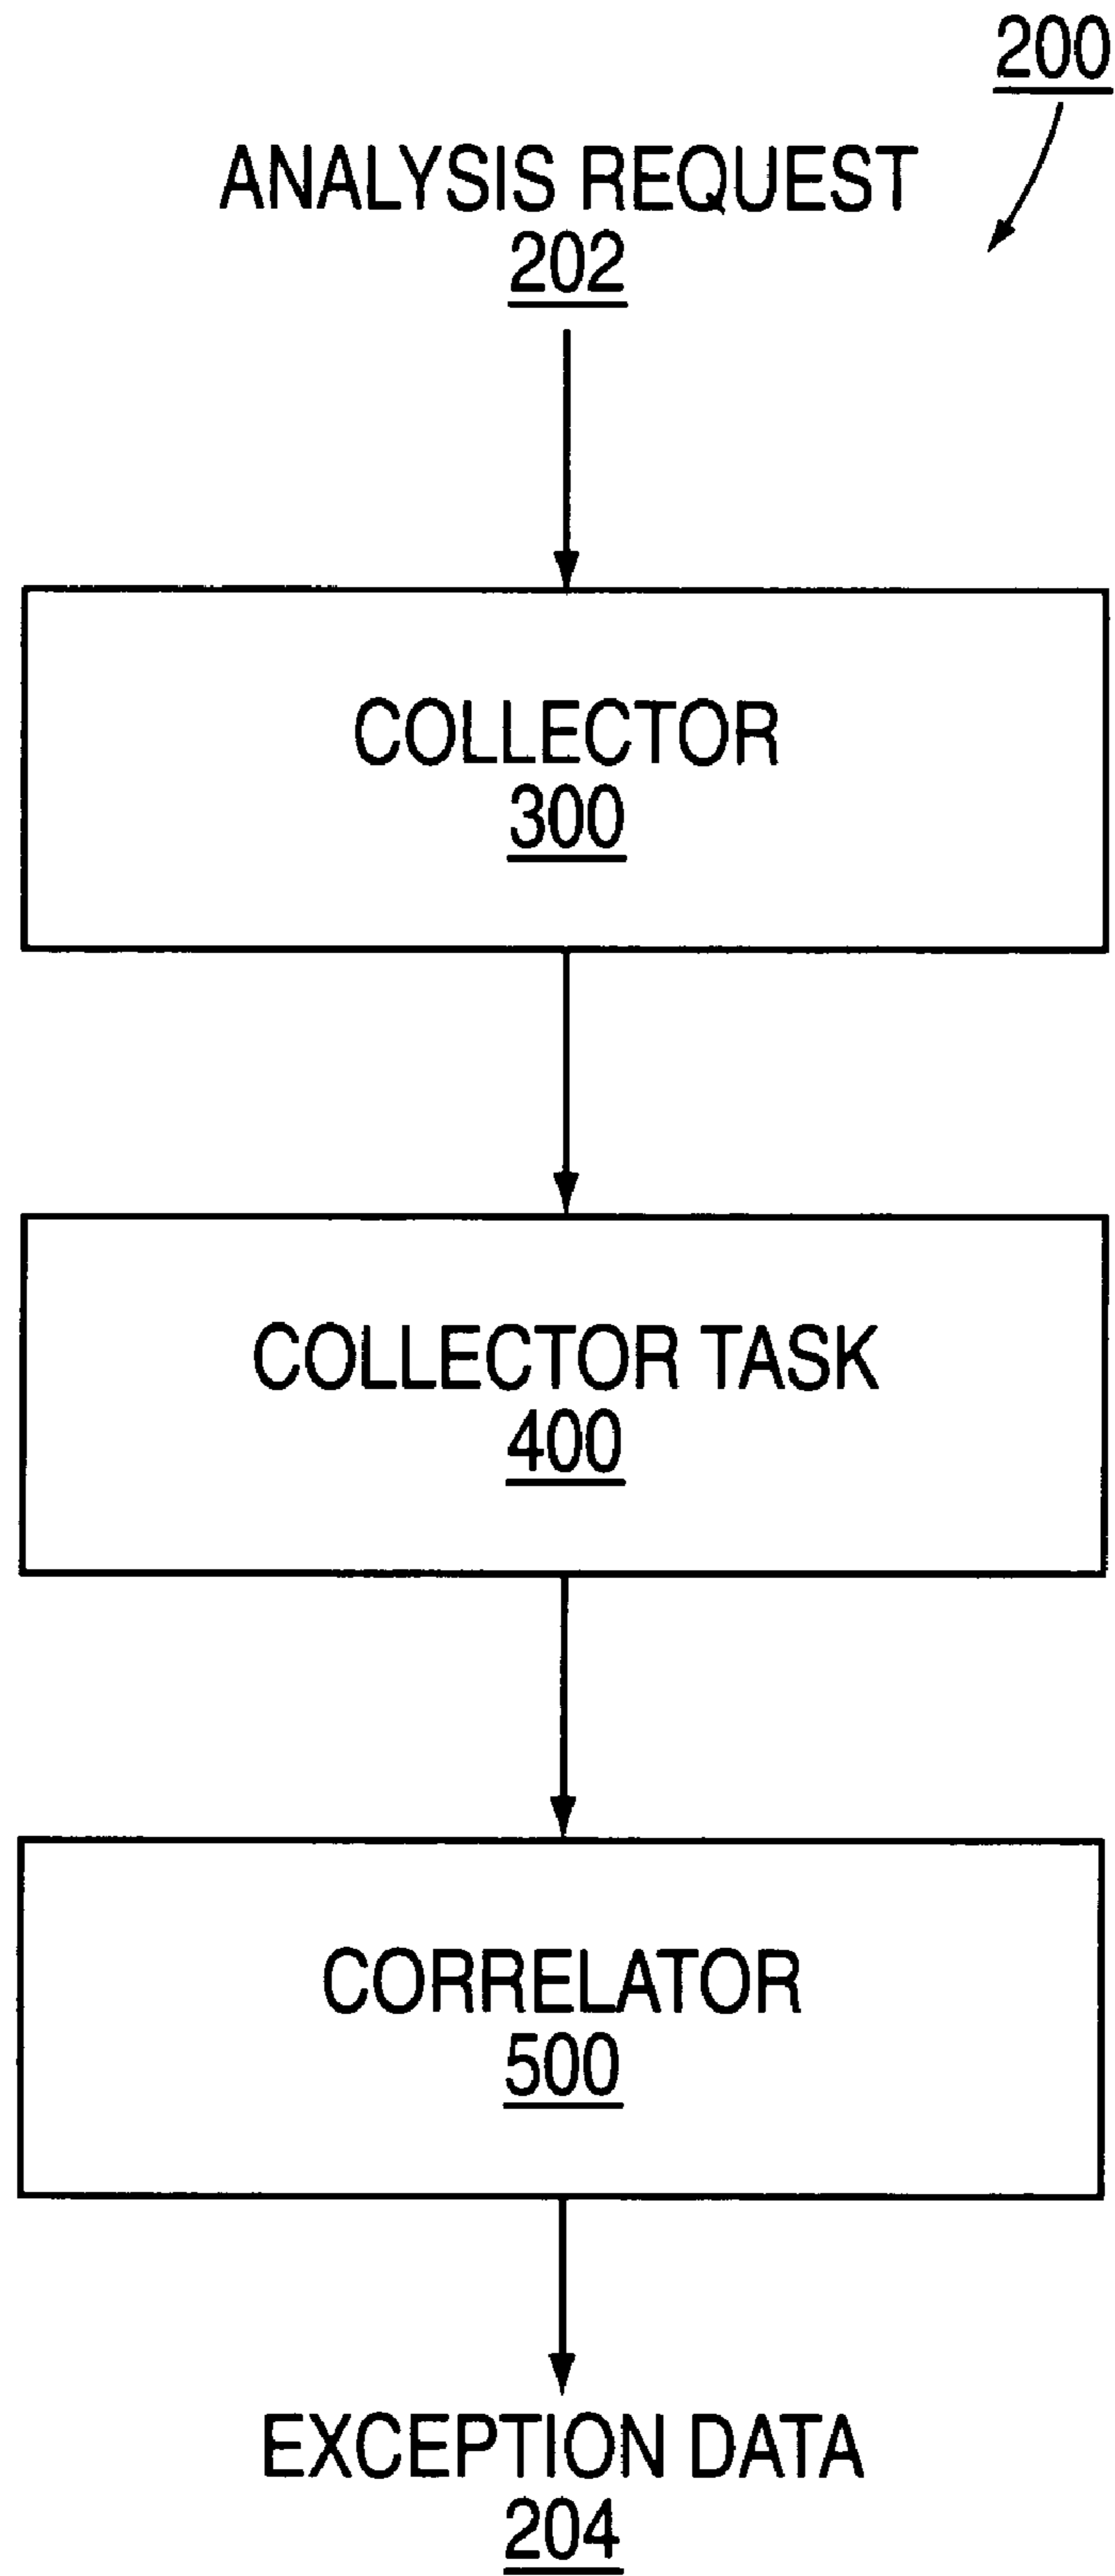 200
ANALYSIS REQUEST
202
COLLECTOR
300
COLLECTOR TASK
400
CORRELATOR
500
EXCEPTION DATA
204